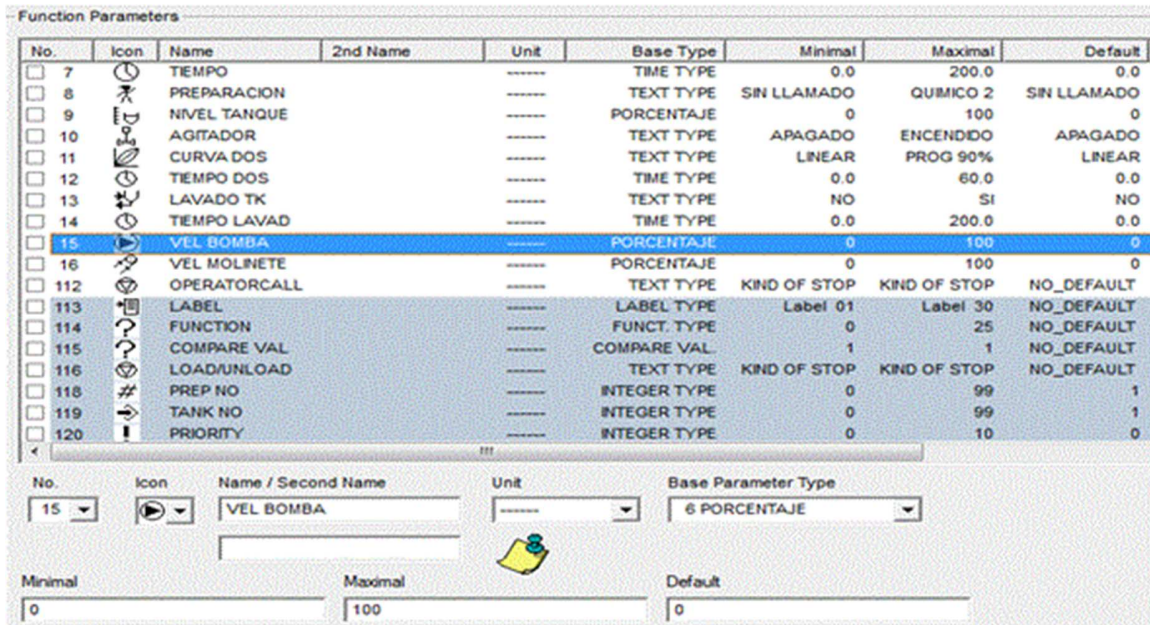 Function Parameters
No. Icon Name 2nd Name Unit Base Type Minimal Maximal Default
7 TIEMPO ------ TIME TYPE 0.0 200.0 0.0
8 PREPARACION ------ TEXT TYPE SIN LLAMADO QUIMICO 2 SIN LLAMADO
9 NIVEL TANQUE ------ PORCENTAJE 0 100 0
10 AGITADOR ------ TEXT TYPE APAGADO ENCENDIDO APAGADO
11 CURVA DOS ------ TEXT TYPE LINEAR PROG 90% LINEAR
12 TIEMPO DOS ------ TIME TYPE 0.0 60.0 0.0
13 LAVADO TK ------ TEXT TYPE NO SI NO
14 TIEMPO LAVAD ------ TIME TYPE 0.0 200.0 0.0
15 VEL BOMBA ------ PORCENTAJE 0 100 0
16 VEL MOLINETE ------ PORCENTAJE 0 100 0
112 OPERATORCALL ------ TEXT TYPE KIND OF STOP KIND OF STOP NO_DEFAULT
113 LABEL ------ LABEL TYPE Label 01 Label 30 NO_DEFAULT
114 FUNCTION ------ FUNCT. TYPE 0 25 NO_DEFAULT
115 COMPARE VAL ------ COMPARE VAL. 1 1 NO_DEFAULT
116 LOAD/UNLOAD ------ TEXT TYPE KIND OF STOP KIND OF STOP NO_DEFAULT
118 PREP NO ------ INTEGER TYPE 0 99 1
119 TANK NO ------ INTEGER TYPE 0 99 1
120 PRIORITY ------ INTEGER TYPE 0 10 0
No. Icon Name / Second Name Unit Base Parameter Type
15 VEL BOMBA ------ 6 PORCENTAJE
Minimal Maximal Default
0 100 0